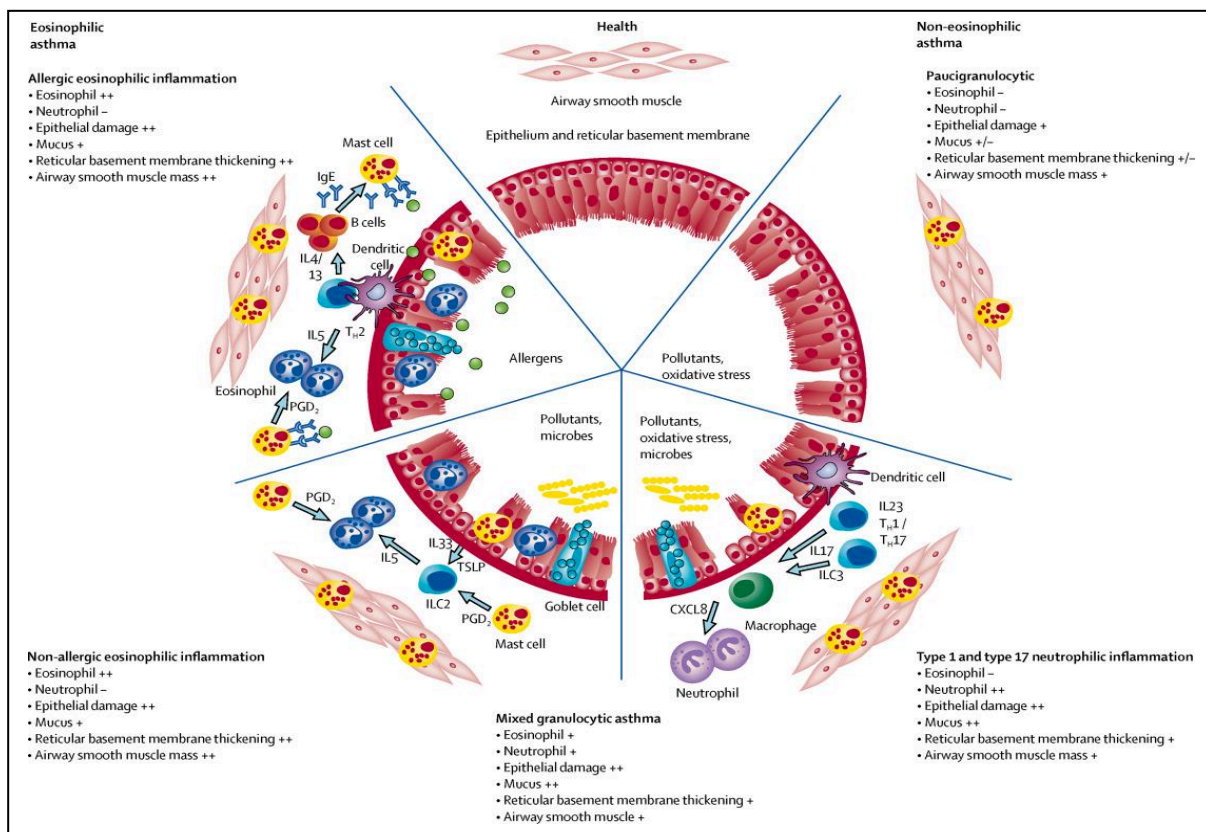 Eosinophilic
asthma
Allergic eosinophilic inflammation
• Eosinophil ++
• Neutrophil –
• Epithelial damage ++
• Mucus +
• Reticular basement membrane thickening ++
• Airway smooth muscle mass ++
Health
Airway smooth muscle
Epithelium and reticular basement membrane
Non-eosinophilic
asthma
Paucigranulocytic
• Eosinophil –
• Neutrophil –
• Epithelial damage +
• Mucus +/–
• Reticular basement membrane thickening +/–
• Airway smooth muscle mass +
Mast cell
IgE
B cells
IL4/
13
Dendritic
cell
IL5
TH2
Eosinophil
PGD2
Allergens
Pollutants,
oxidative stress
Pollutants,
microbes
Pollutants,
oxidative stress,
microbes
PGD2
IL5
IL33
TSLP
ILC2
PGD2
Goblet cell
Mast cell
Dendritic cell
IL23
TH1 /
TH17
IL17
ILC3
CXCL8
Macrophage
Neutrophil
Non-allergic eosinophilic inflammation
• Eosinophil ++
• Neutrophil –
• Epithelial damage ++
• Mucus +
• Reticular basement membrane thickening ++
• Airway smooth muscle mass ++
Mixed granulocytic asthma
• Eosinophil +
• Neutrophil +
• Epithelial damage ++
• Mucus ++
• Reticular basement membrane thickening +
• Airway smooth muscle +
Type 1 and type 17 neutrophilic inflammation
• Eosinophil –
• Neutrophil ++
• Epithelial damage ++
• Mucus ++
• Reticular basement membrane thickening +
• Airway smooth muscle mass +